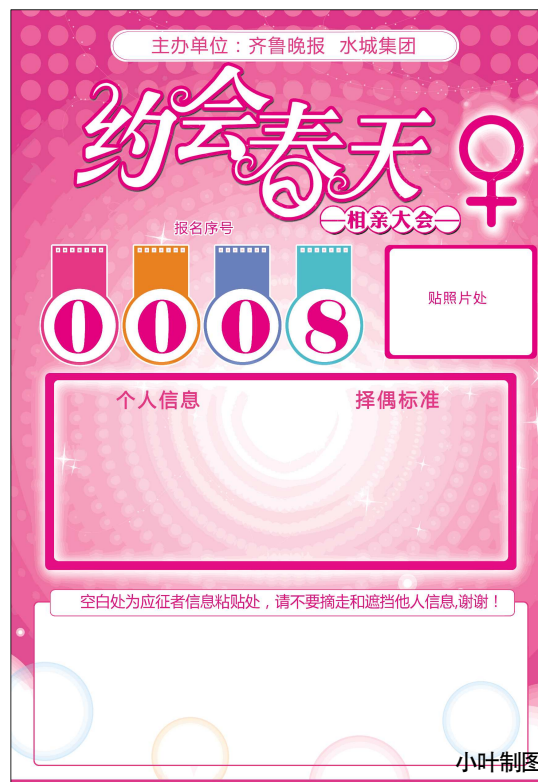 主办单位：齐鲁晚报 水城集团
约会春天
相亲大会
报名序号
0008
贴照片处
个人信息 择偶标准
空白处为应征者信息粘贴处，请不要摘走和遮挡他人信息,谢谢！
小叶制图